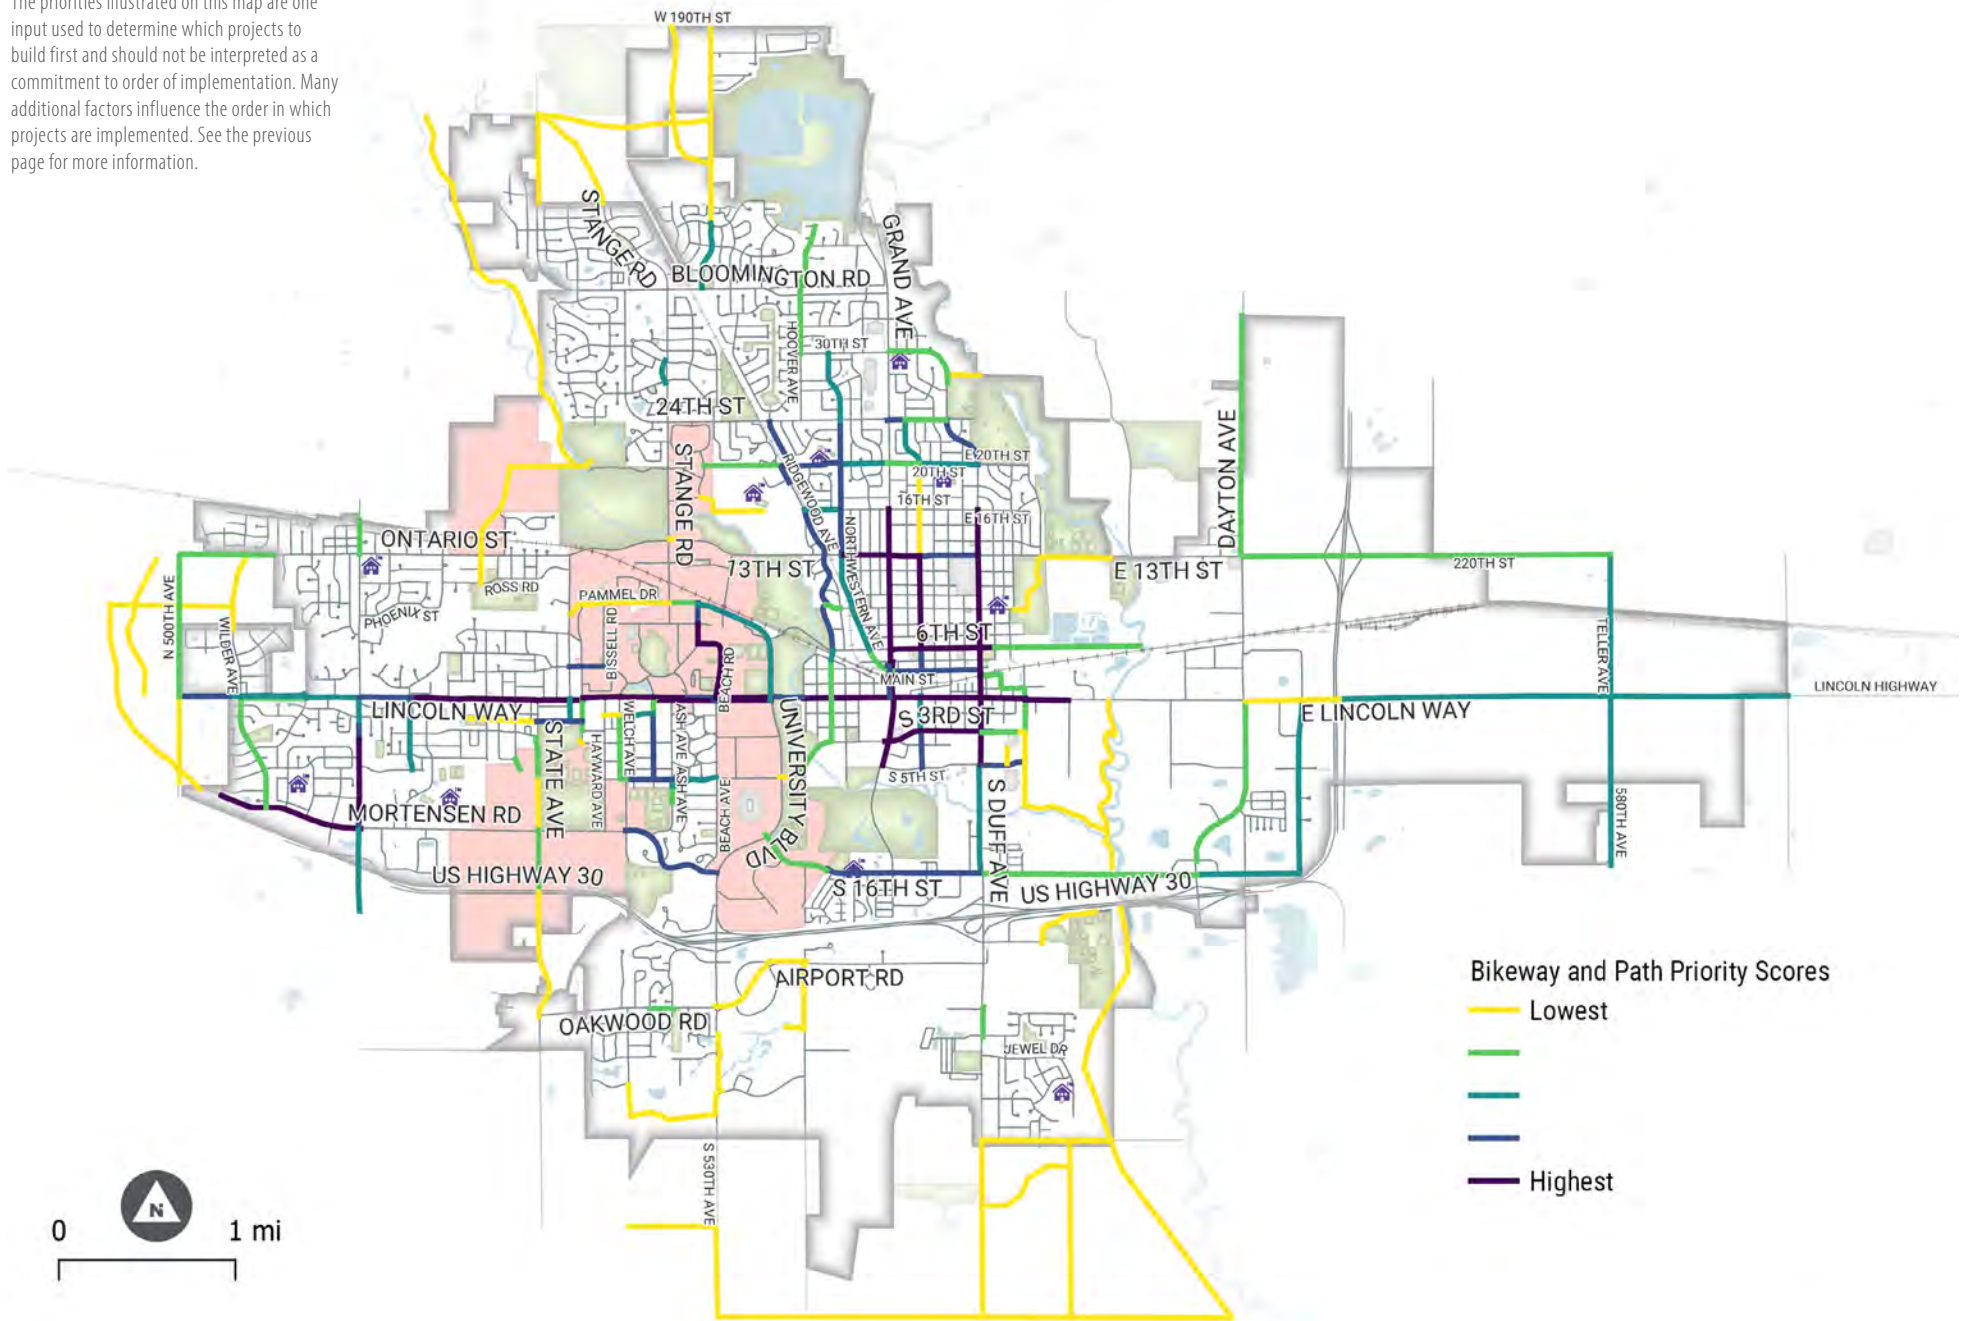 The priorities illustrated on this map are one
input used to determine which projects to
build first and should not be interpreted as a
commitment to order of implementation. Many
additional factors influence the order in which
projects are implemented. See the previous
page for more information.
W 190TH ST
STANGE RD
GRAND AVE
BLOOMINGTON RD
HOOVER AVE
30TH ST
24TH ST
STANGE RD
RIDGEWOOD AVE
E 20TH ST
20TH ST
16TH ST
E 16TH ST
DAYTON AVE
ONTARIO ST
NORTHWESTERN AVE
13TH ST
E 13TH ST
220TH ST
N 500TH AVE
ROSS RD
PAMMEL DR
PHOENIX ST
BISSELL RD
WILDER AVE
6TH ST
TELLER AVE
BEACH RD
MAIN ST
LINCOLN HIGHWAY
LINCOLN WAY
S 3RD ST
E LINCOLN WAY
STATE AVE
WELCH AVE
ASH AVE
ASH AVE
HAYWARD AVE
UNIVERSITY BLVD
S 5TH ST
BEACH AVE
S DUFF AVE
580TH AVE
MORTENSEN RD
US HIGHWAY 30
S 16TH ST
US HIGHWAY 30
AIRPORT RD
OAKWOOD RD
JEWEL DR
S 530TH AVE
Bikeway and Path Priority Scores
Lowest
Highest
N
0 1 mi